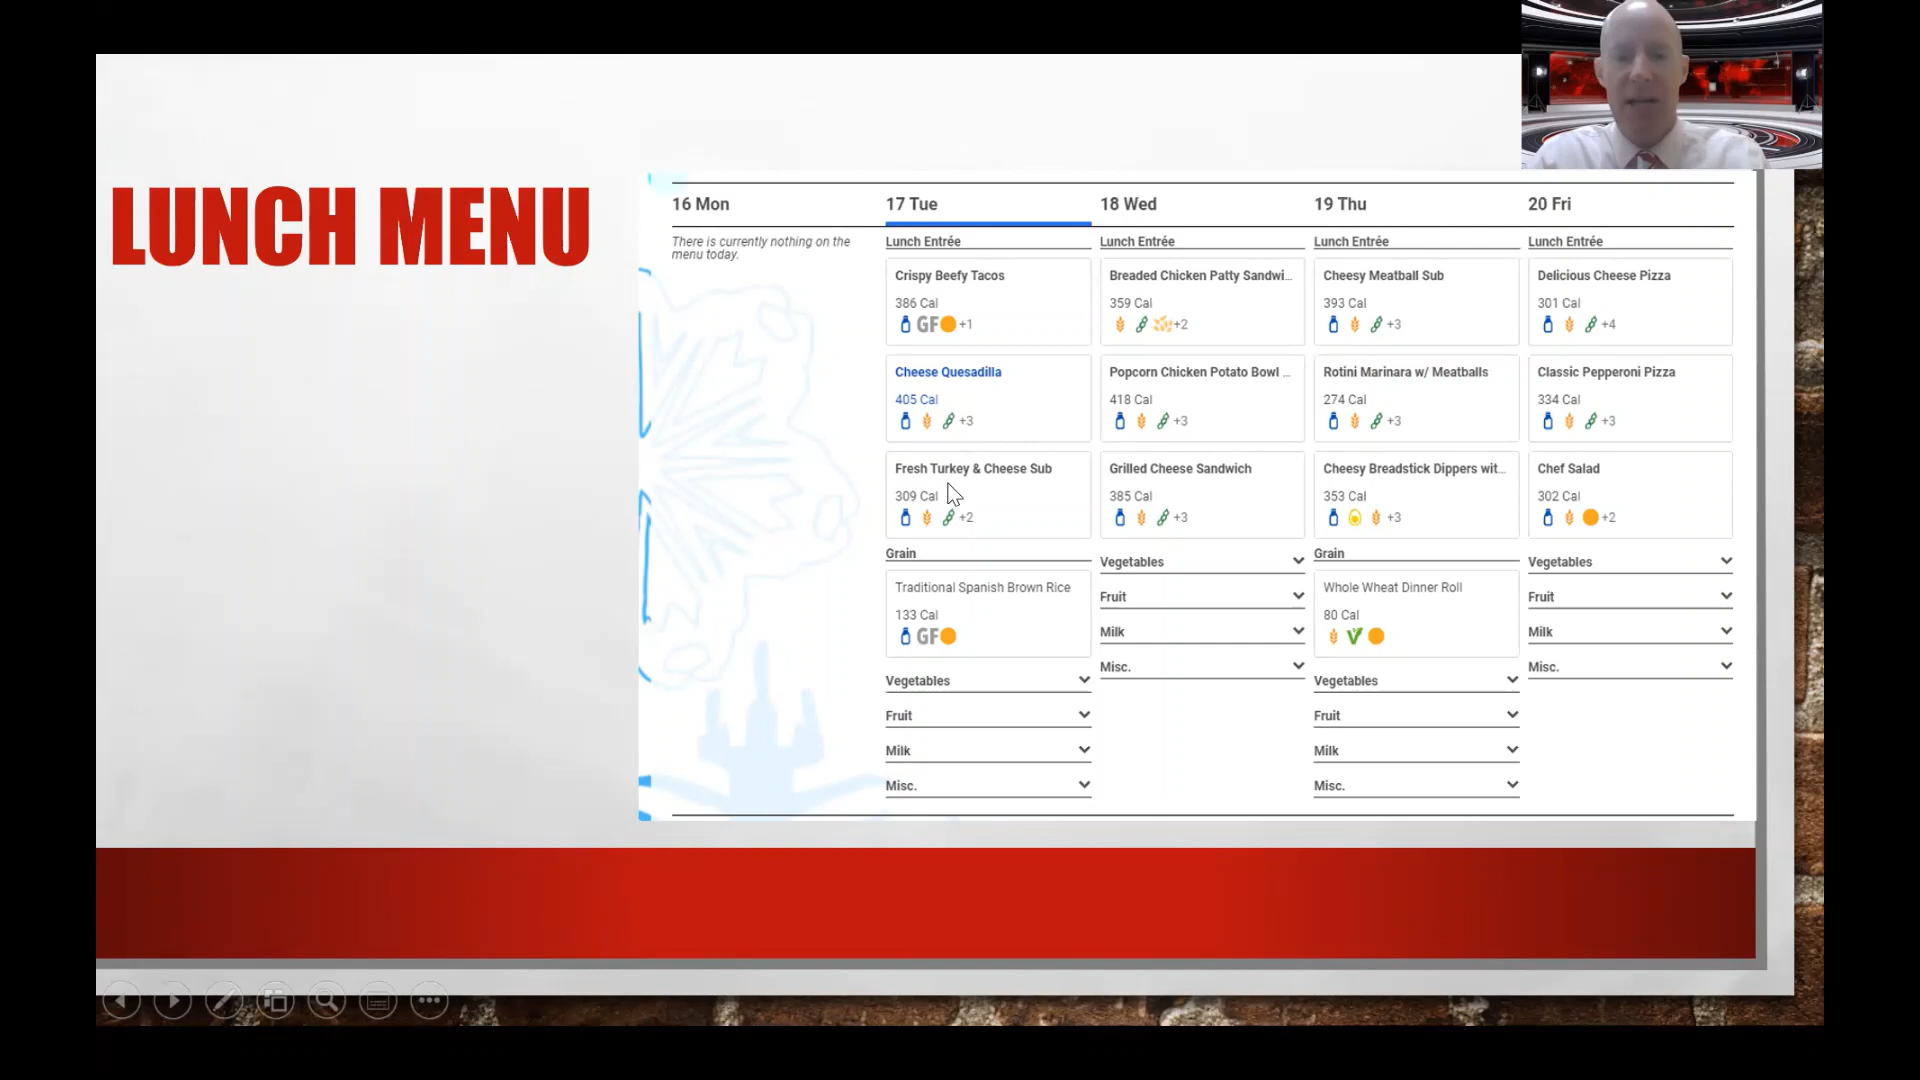 LUNCH MENU
16 Mon
There is currently nothing on the
menu today.
17 Tue
Lunch Entrée
Crispy Beefy Tacos
386 Cal
GF +1
Cheese Quesadilla
405 Cal
+3
Fresh Turkey & Cheese Sub
309 Cal
+2
Grain
Traditional Spanish Brown Rice
133 Cal
GF
Vegetables
Fruit
Milk
Misc.
18 Wed
Lunch Entrée
Breaded Chicken Patty Sandwi...
359 Cal
+2
Popcorn Chicken Potato Bowl ...
418 Cal
+3
Grilled Cheese Sandwich
385 Cal
+3
Vegetables
Fruit
Milk
Misc.
19 Thu
Lunch Entrée
Cheesy Meatball Sub
393 Cal
+3
Rotini Marinara w/ Meatballs
274 Cal
+3
Cheesy Breadstick Dippers wit...
353 Cal
+3
Grain
Whole Wheat Dinner Roll
80 Cal
Vegetables
Fruit
Milk
Misc.
20 Fri
Lunch Entrée
Delicious Cheese Pizza
301 Cal
+4
Classic Pepperoni Pizza
334 Cal
+3
Chef Salad
302 Cal
+2
Vegetables
Fruit
Milk
Misc.